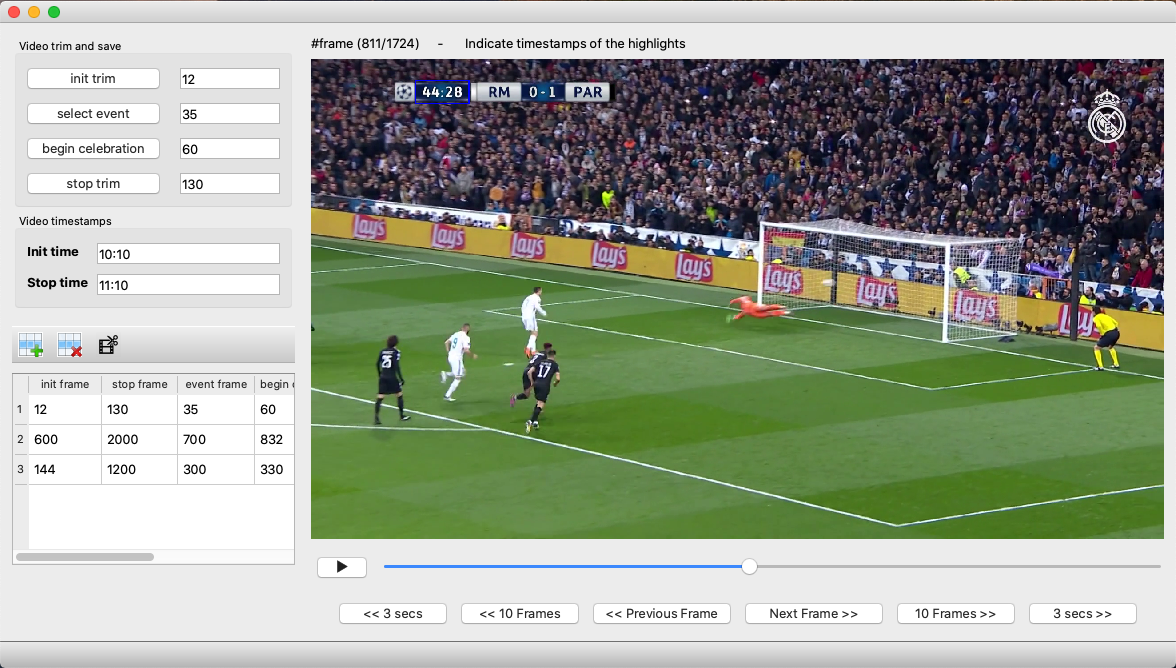 Video trim and save
init trim 12
select event 35
begin celebration 60
stop trim 130
Video timestamps
Init time 10:10
Stop time 11:10
init frame stop frame event frame begin
1 12 130 35 60
2 600 2000 700 832
3 144 1200 300 330
#frame (811/1724) - Indicate timestamps of the highlights
44:28 RM 0-1 PAR
Lay's Lay's Lay's Lay's Lay's Lay's Lay's Lay's Lay's
25
9
17
<< 3 secs << 10 Frames << Previous Frame Next Frame >> 10 Frames >> 3 secs >>